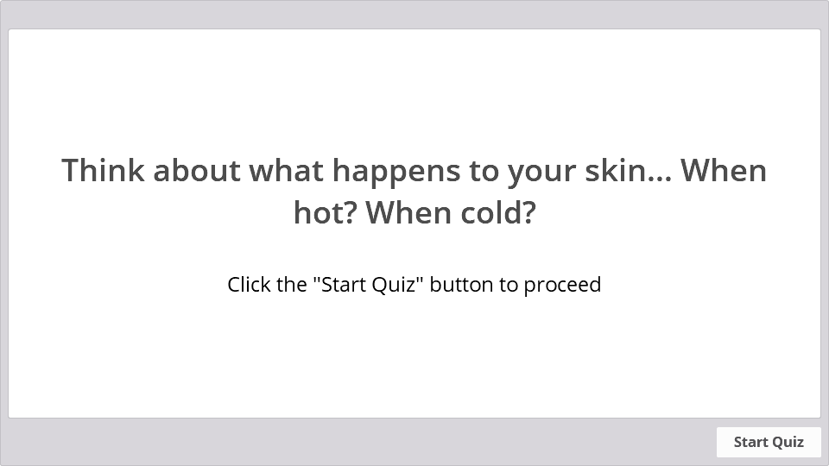 Think about what happens to your skin... When
hot? When cold?
Click the "Start Quiz" button to proceed
Start Quiz